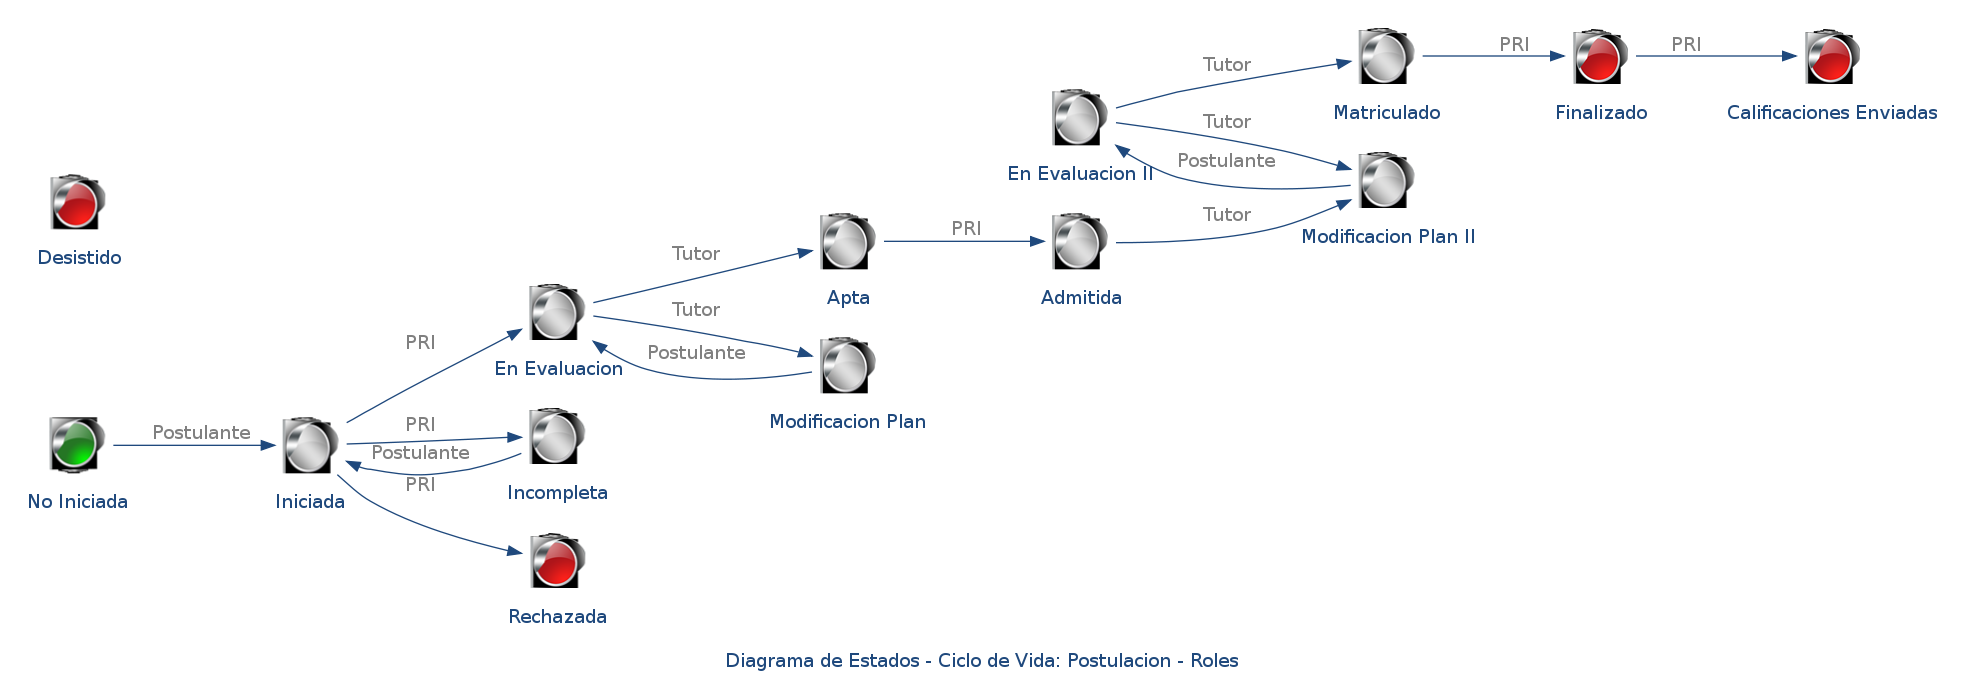 PRI
PRI
Tutor
Matriculado
Finalizado
Calificaciones Enviadas
Tutor
Postulante
En Evaluacion II
Tutor
Modificacion Plan II
PRI
Desistido
Tutor
Apta
Admitida
Tutor
PRI
Postulante
En Evaluacion
Modificacion Plan
Postulante
PRI
Postulante
PRI
No Iniciada
Iniciada
Incompleta
Rechazada
Diagrama de Estados - Ciclo de Vida: Postulacion - Roles